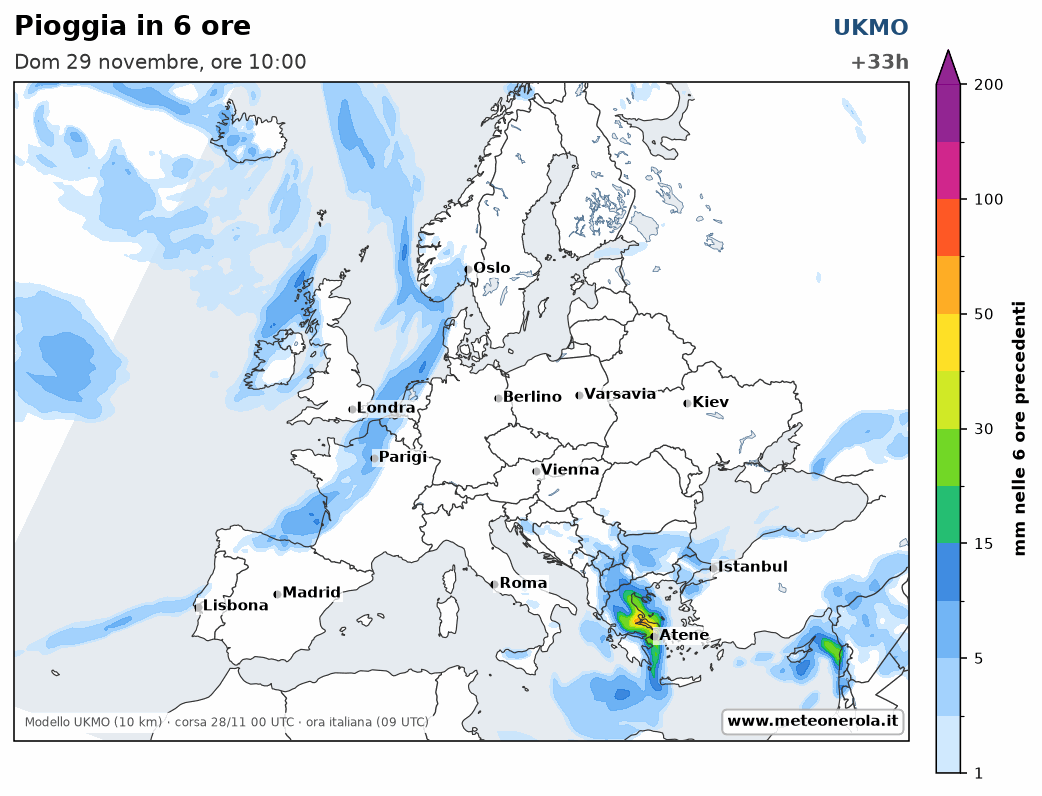 Pioggia in 6 ore
UKMO
Dom 29 novembre, ore 10:00
+33h
200
100
50
30
15
5
1
mm nelle 6 ore precedenti
Oslo
Berlino
Varsavia
Kiev
Londra
Parigi
Vienna
Istanbul
Roma
Madrid
Lisbona
Atene
Modello UKMO (10 km) · corsa 28/11 00 UTC · ora italiana (09 UTC)
www.meteonerola.it